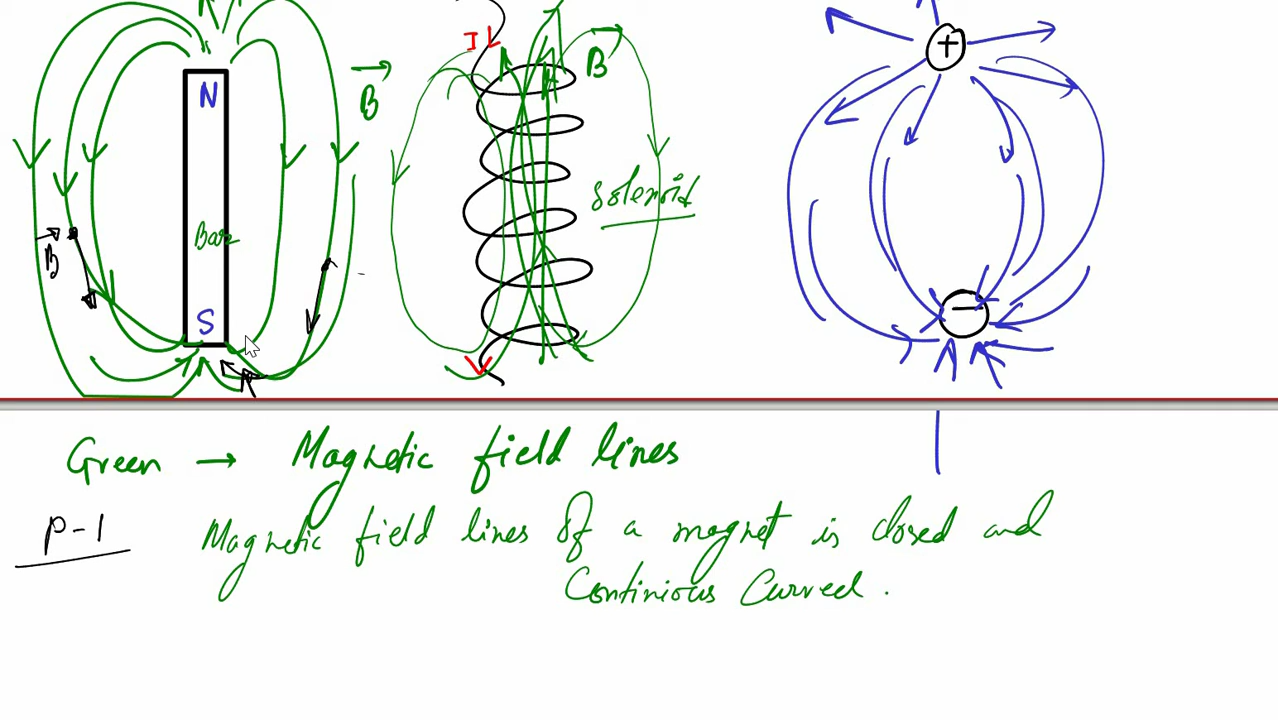 N
B
I
B
+
Solenoid
Bar
B
S
−
Green → Magnetic field lines
P-1 Magnetic field lines of a magnet is closed and
Continious Curved.